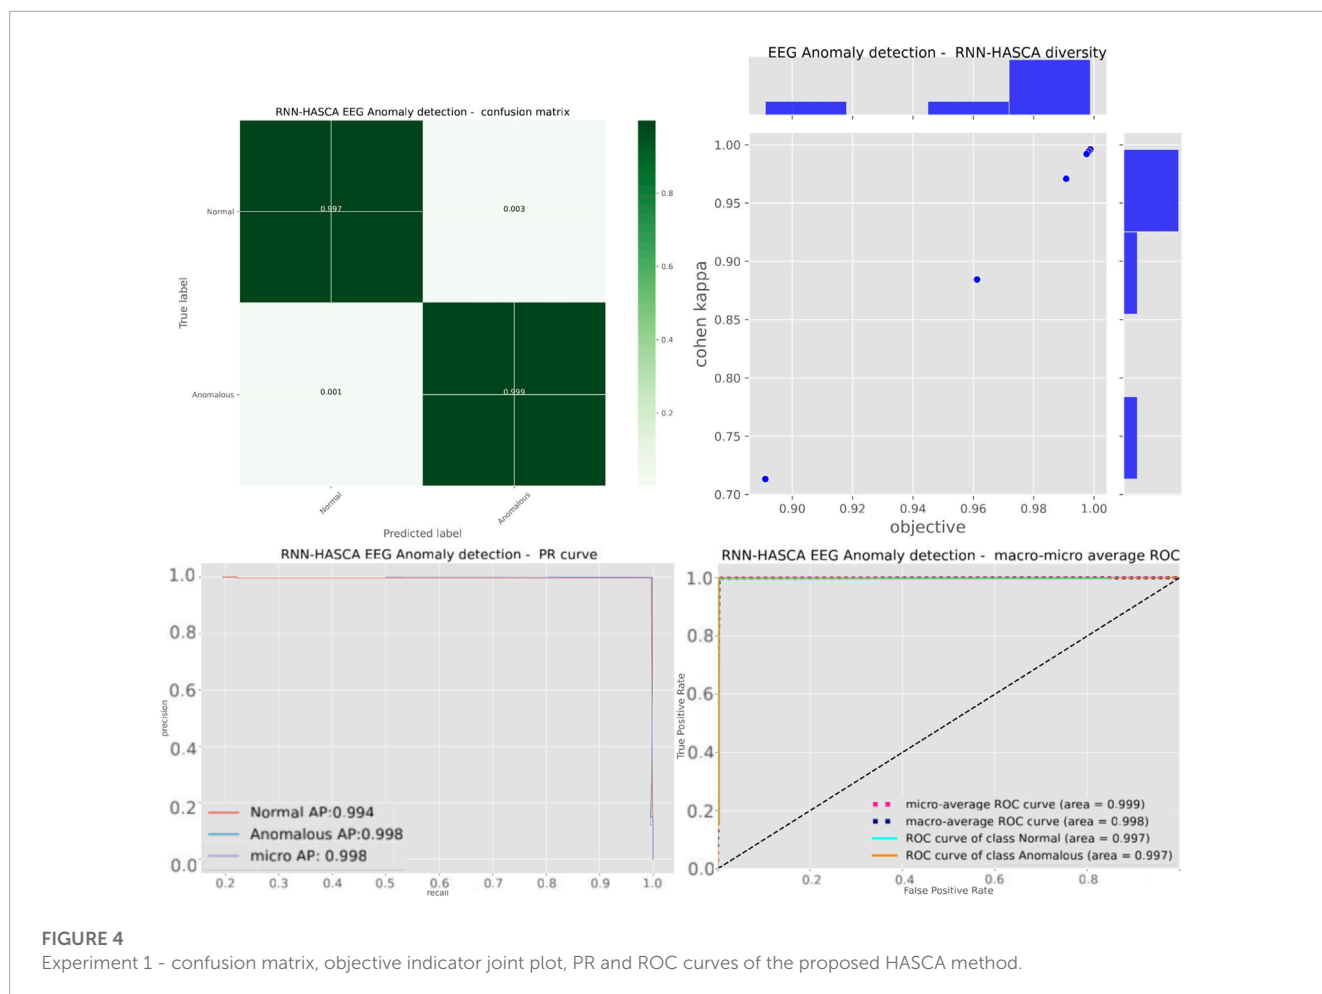 RNN-HASCA EEG Anomaly detection - confusion matrix
Normal
Anomalous
True label
0.997
0.003
0.001
0.999
0.8
0.6
0.4
0.2
Normal
Anomalous
Predicted label
EEG Anomaly detection - RNN-HASCA diversity
1.00
0.95
0.90
0.85
0.80
0.75
0.70
cohen kappa
0.90 0.92 0.94 0.96 0.98 1.00
objective
RNN-HASCA EEG Anomaly detection - PR curve
1.0
0.8
0.6
0.4
0.2
0.0
precision
Normal AP:0.994
Anomalous AP:0.998
micro AP: 0.998
0.2 0.3 0.4 0.5 0.6 0.7 0.8 0.9 1.0
recall
RNN-HASCA EEG Anomaly detection - macro-micro average ROC
1.0
0.8
0.6
0.4
0.2
0.0
True Positive Rate
micro-average ROC curve (area = 0.999)
macro-average ROC curve (area = 0.998)
ROC curve of class Normal (area = 0.997)
ROC curve of class Anomalous (area = 0.997)
0.2 0.4 0.6 0.8
False Positive Rate
FIGURE 4
Experiment 1 - confusion matrix, objective indicator joint plot, PR and ROC curves of the proposed HASCA method.